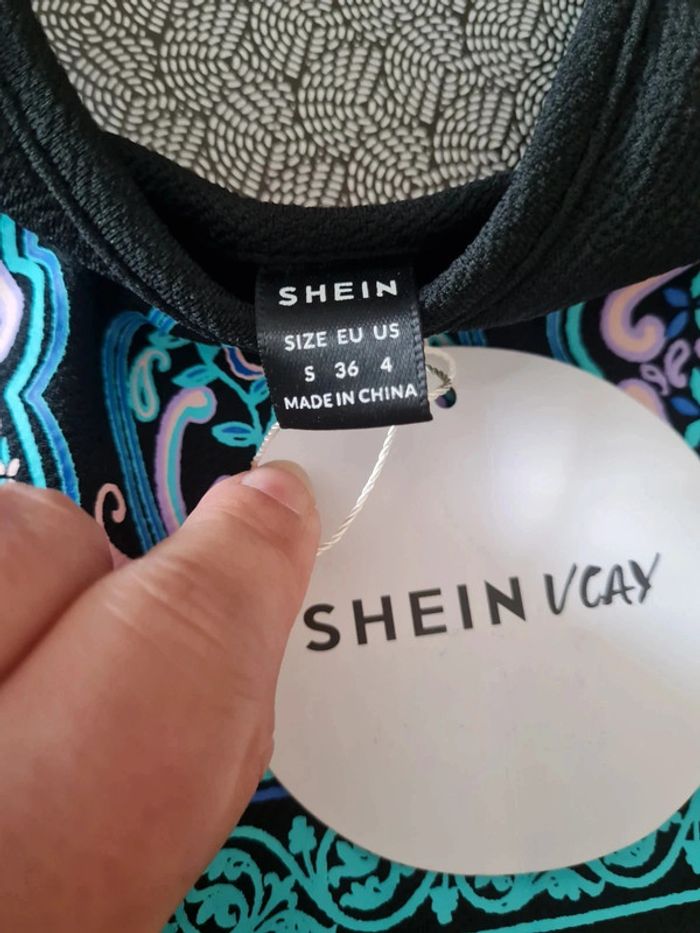 SHEIN
SIZE EU US
S 36 4
MADE IN CHINA
SHEIN VCAY